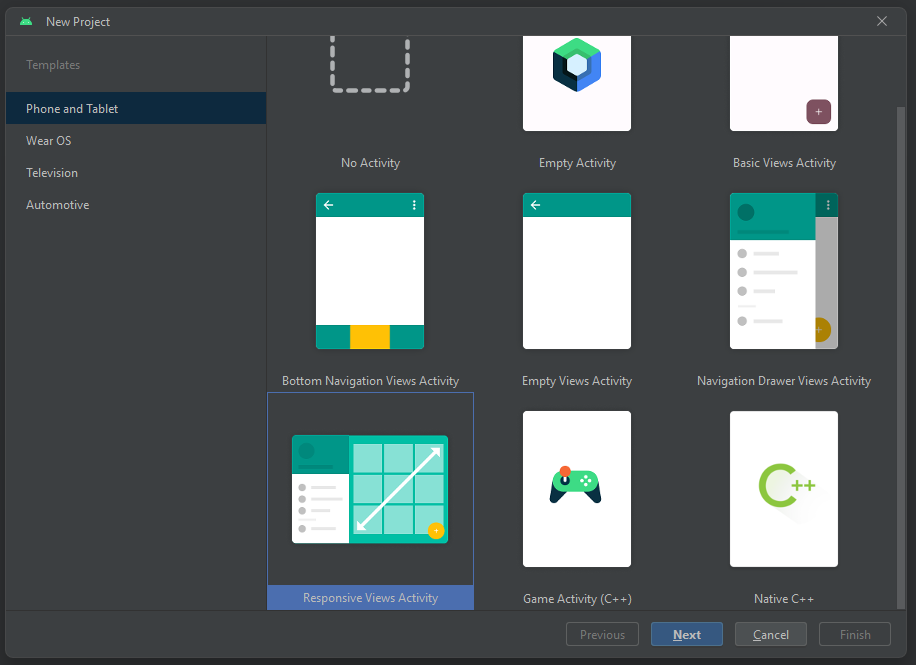 New Project
Templates
Phone and Tablet
Wear OS
Television
Automotive
No Activity
Empty Activity
Basic Views Activity
Bottom Navigation Views Activity
Empty Views Activity
Navigation Drawer Views Activity
C++
Responsive Views Activity
Game Activity (C++)
Native C++
Previous
Next
Cancel
Finish